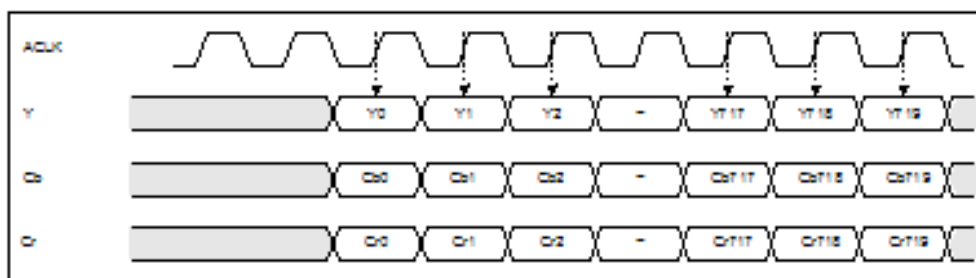 ACLK
Y Y0 Y1 Y2 - Y717 Y718 Y719
Cb Cb0 Cb1 Cb2 - Cb717 Cb718 Cb719
Cr Cr0 Cr1 Cr2 - Cr717 Cr718 Cr719